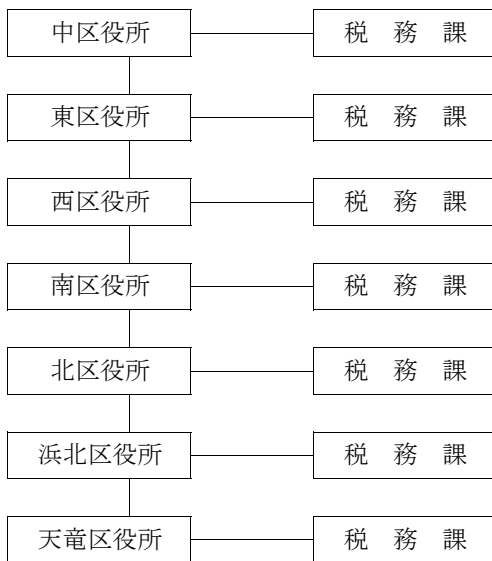 中区役所 税務課
東区役所 税務課
西区役所 税務課
南区役所 税務課
北区役所 税務課
浜北区役所 税務課
天竜区役所 税務課